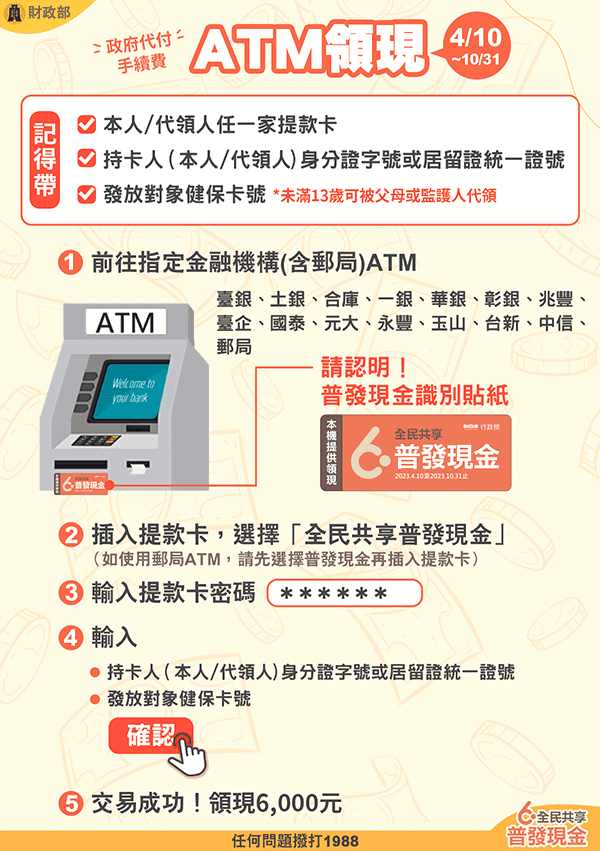 財政部
政府代付
手續費
ATM領現
4/10
~10/31
記得帶
本人/代領人任一家提款卡
持卡人(本人/代領人)身分證字號或居留證統一證號
發放對象健保卡號 *未滿13歲可被父母或監護人代領
1 前往指定金融機構(含郵局)ATM
臺銀、土銀、合庫、一銀、華銀、彰銀、兆豐、
臺企、國泰、元大、永豐、玉山、台新、中信、
郵局
ATM
Welcome to
your bank
6 普發現金
請認明!
普發現金識別貼紙
本機提供領現
行政院
6 全民共享
普發現金
2023.4.10至2023.10.31止
2 插入提款卡,選擇「全民共享普發現金」
(如使用郵局ATM,請先選擇普發現金再插入提款卡)
3 輸入提款卡密碼 ******
4 輸入
持卡人(本人/代領人)身分證字號或居留證統一證號
發放對象健保卡號
確認
5 交易成功!領現6,000元
6 全民共享
普發現金
任何問題撥打1988